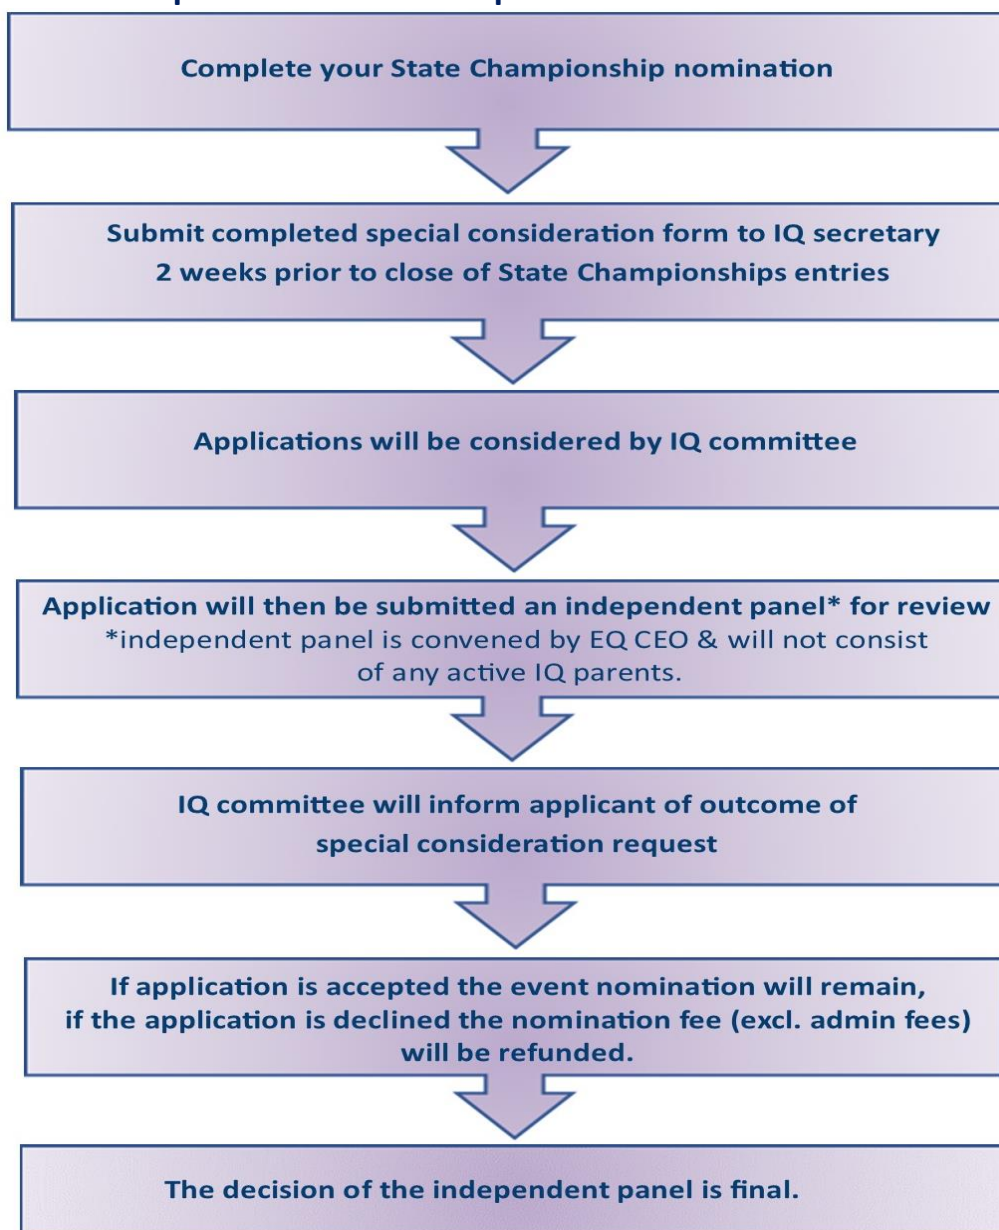 Complete your State Championship nomination
Submit completed special consideration form to IQ secretary
2 weeks prior to close of State Championships entries
Applications will be considered by IQ committee
Application will then be submitted an independent panel* for review
*independent panel is convened by EQ CEO & will not consist
of any active IQ parents.
IQ committee will inform applicant of outcome of
special consideration request
If application is accepted the event nomination will remain,
if the application is declined the nomination fee (excl. admin fees)
will be refunded.
The decision of the independent panel is final.